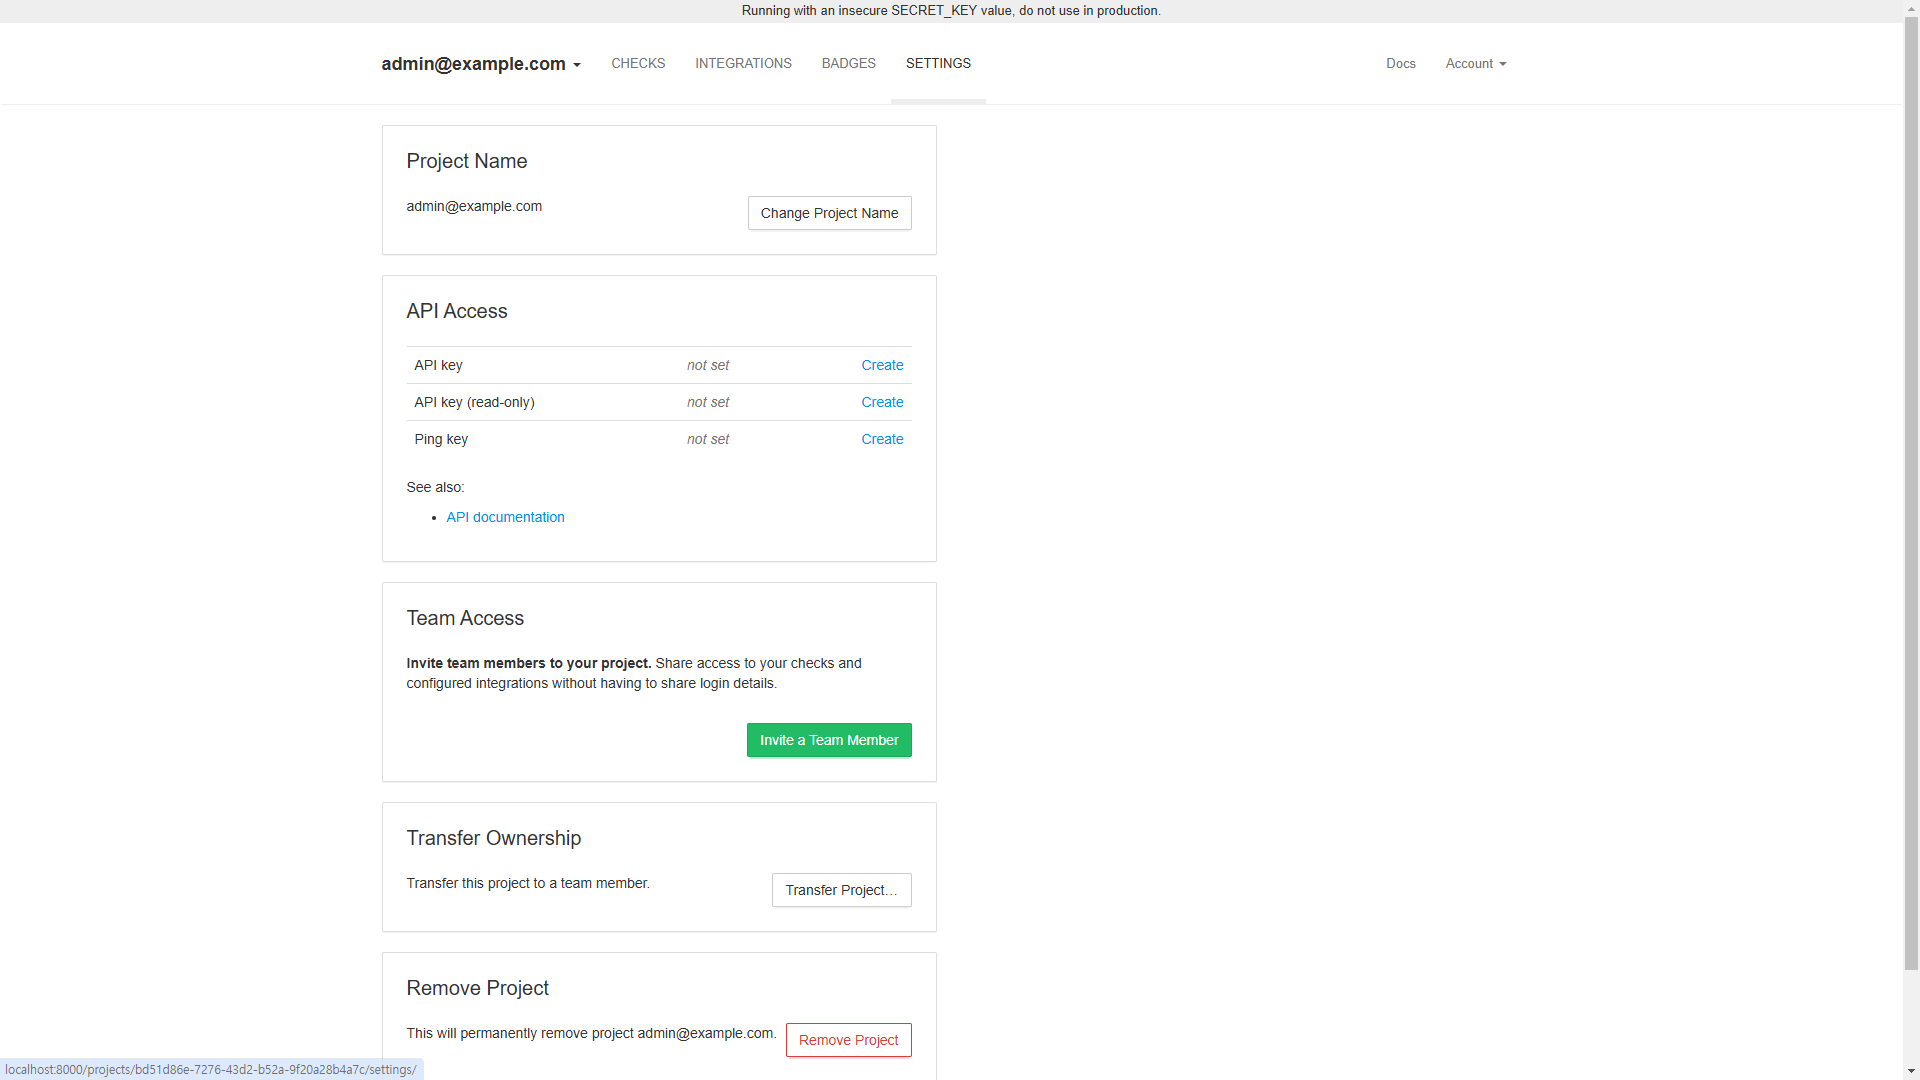 Running with an insecure SECRET_KEY value, do not use in production.
admin@example.com CHECKS INTEGRATIONS BADGES SETTINGS Docs Account
Project Name
admin@example.com Change Project Name
API Access
API key not set Create
API key (read-only) not set Create
Ping key not set Create
See also:
• API documentation
Team Access
Invite team members to your project. Share access to your checks and
configured integrations without having to share login details.
Invite a Team Member
Transfer Ownership
Transfer this project to a team member. Transfer Project…
Remove Project
This will permanently remove project admin@example.com. Remove Project
localhost:8000/projects/bd51d86e-7276-43d2-b52a-9f20a28b4a7c/settings/